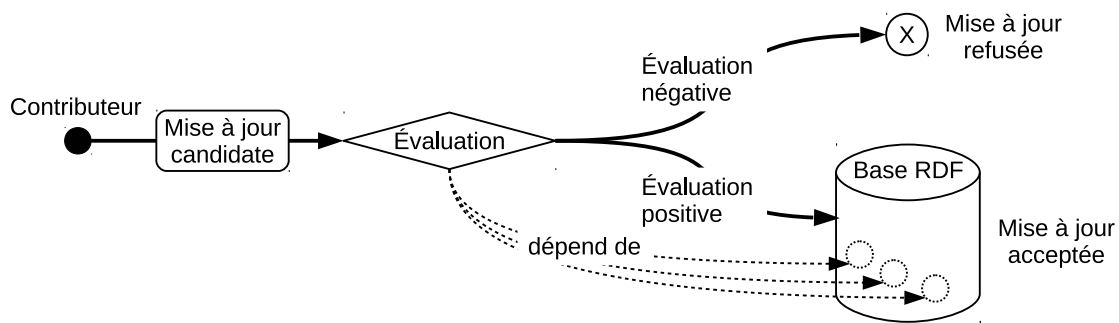 Mise à jour
refusée
X
Évaluation
négative
Contributeur
Mise à jour
candidate
Évaluation
Base RDF
Évaluation
positive
Mise à jour
acceptée
dépend de